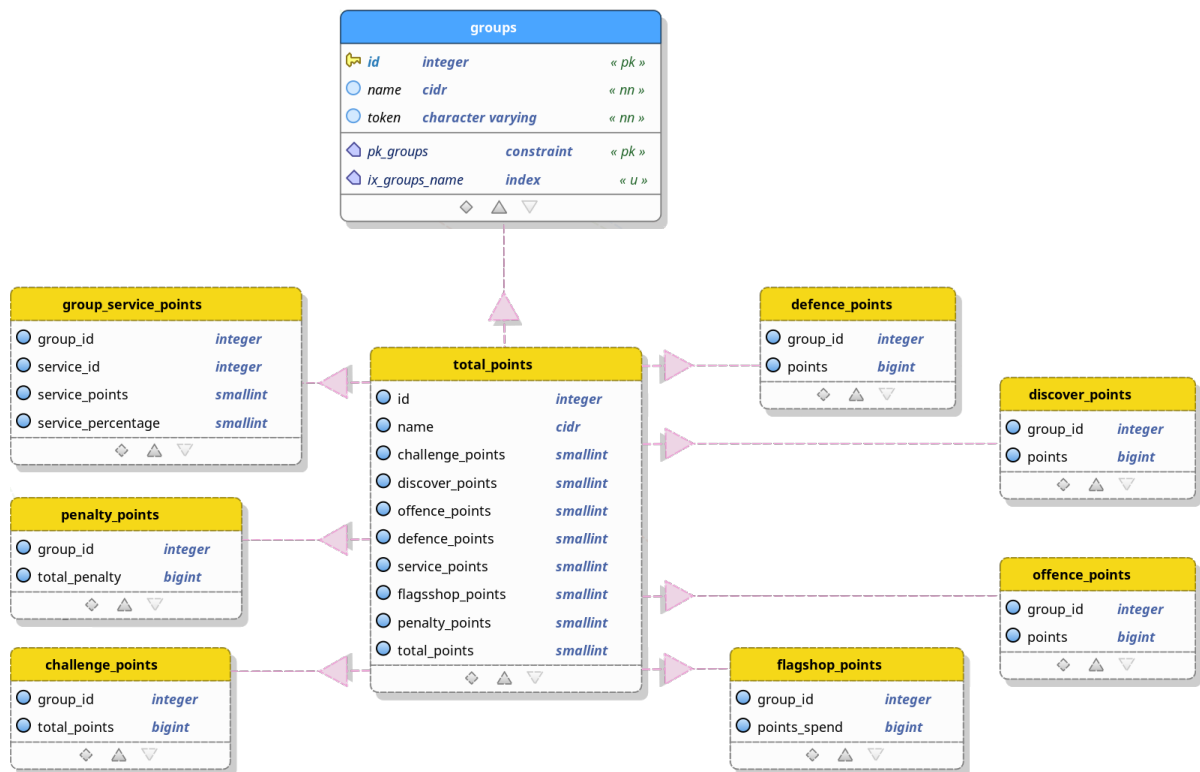 groups
id integer « pk »
name cidr « nn »
token character varying « nn »
pk_groups constraint « pk »
ix_groups_name index « u »
group_service_points
group_id integer
service_id integer
service_points smallint
service_percentage smallint
penalty_points
group_id integer
total_penalty bigint
challenge_points
group_id integer
total_points bigint
total_points
id integer
name cidr
challenge_points smallint
discover_points smallint
offence_points smallint
defence_points smallint
service_points smallint
flagsshop_points smallint
penalty_points smallint
total_points smallint
defence_points
group_id integer
points bigint
discover_points
group_id integer
points bigint
offence_points
group_id integer
points bigint
flagshop_points
group_id integer
points_spend bigint